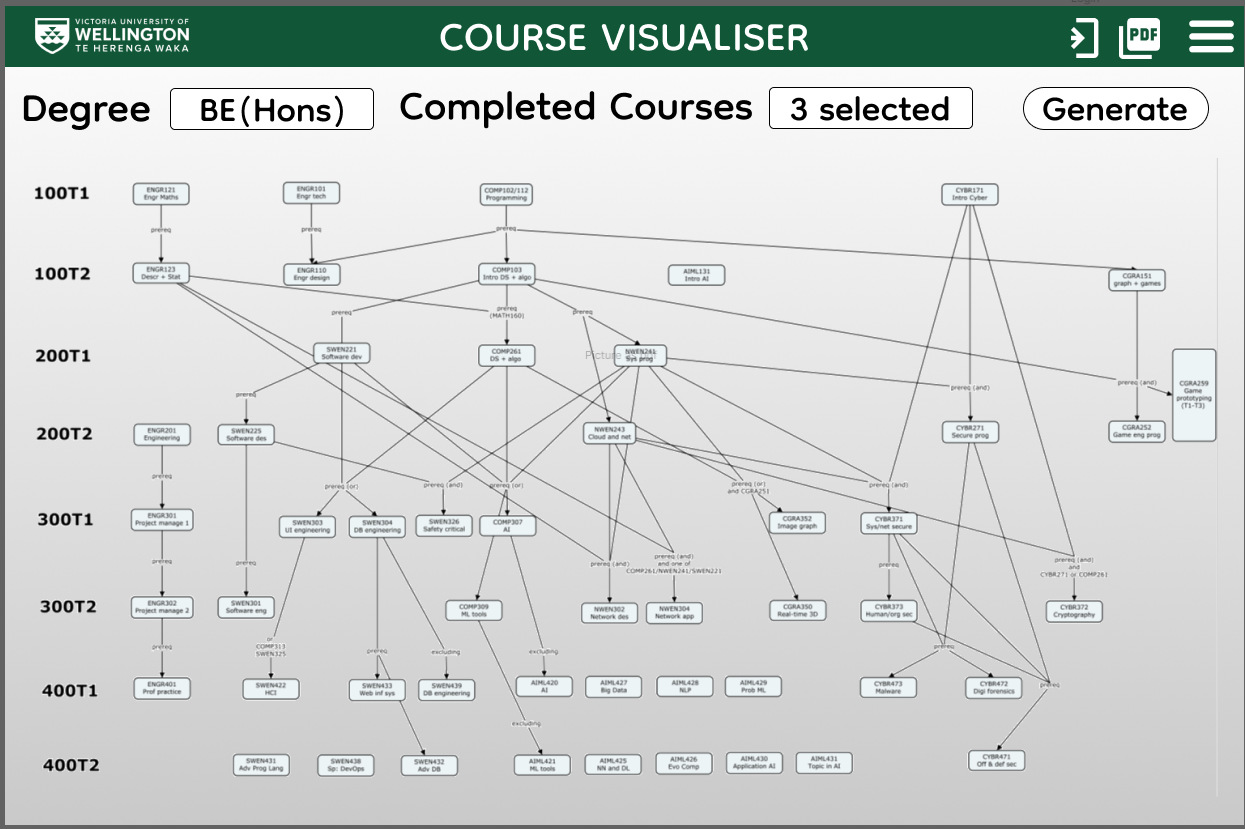 VICTORIA UNIVERSITY OF
WELLINGTON
TE HERENGA WAKA
COURSE VISUALISER
PDF
Degree
BE(Hons)
Completed Courses
3 selected
Generate
100T1
ENGR121
Engr Maths
ENGR101
Engr tech
COMP102/112
Programming
CYBR171
Intro Cyber
prereq
prereq
prereq
100T2
ENGR123
Descr + Stat
ENGR110
Engr design
COMP103
Intro DS + algo
AIML131
Intro AI
CGRA151
graph + games
prereq
prereq
(MATH160)
prereq
200T1
SWEN221
Software dev
COMP261
DS + algo
Picture
NWEN241
Sys prog
prereq
prereq (and)
prereq (and)
CGRA259
Game
prototyping
(T1-T3)
200T2
ENGR201
Engineering
SWEN225
Software des
NWEN243
Cloud and net
CYBR271
Secure prog
CGRA252
Game eng prog
prereq
prereq (or)
prereq (and)
prereq (or)
prereq (or)
and CGRA251
prereq (and)
300T1
ENGR301
Project manage 1
SWEN303
UI engineering
SWEN304
DB engineering
SWEN326
Safety critical
COMP307
AI
CGRA352
Image graph
CYBR371
Sys/net secure
prereq
prereq
prereq (and)
prereq (and)
and one of
COMP261/NWEN241/SWEN221
prereq
prereq (and)
and
CYBR271 or COMP261
300T2
ENGR302
Project manage 2
SWEN301
Software eng
COMP309
ML tools
NWEN302
Network des
NWEN304
Network app
CGRA350
Real-time 3D
CYBR373
Human/org sec
CYBR372
Cryptography
prereq
or
COMP313
SWEN325
prereq
excluding
excluding
prereq
400T1
ENGR401
Prof practice
SWEN422
HCI
SWEN433
Web inf sys
SWEN439
DB engineering
AIML420
AI
AIML427
Big Data
AIML428
NLP
AIML429
Prob ML
CYBR473
Malware
CYBR472
Digi forensics
prereq
excluding
400T2
SWEN431
Adv Prog Lang
SWEN438
Sp: DevOps
SWEN432
Adv DB
AIML421
ML tools
AIML425
NN and DL
AIML426
Evo Comp
AIML430
Application AI
AIML431
Topic in AI
CYBR471
Off & def sec